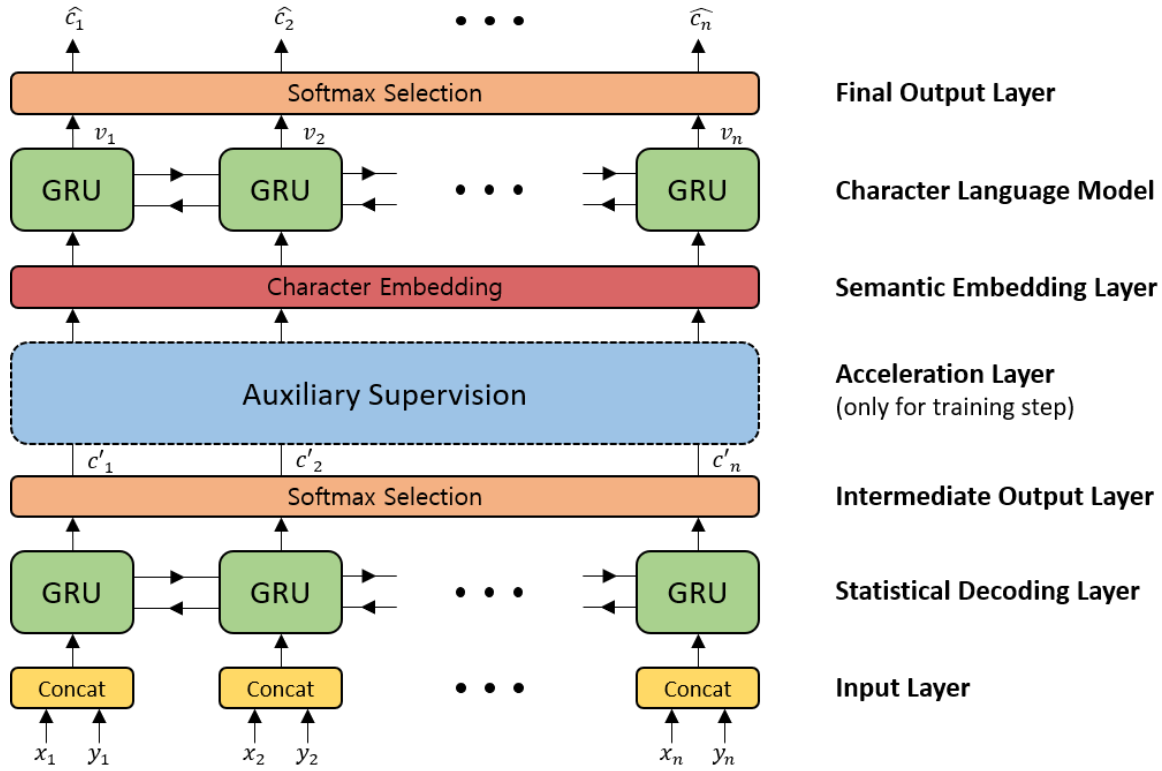 ĉ₁ ĉ₂ • • • ĉₙ
Softmax Selection Final Output Layer
v₁ v₂ vₙ
GRU GRU • • • GRU Character Language Model
Character Embedding Semantic Embedding Layer
Auxiliary Supervision Acceleration Layer
(only for training step)
c′₁ c′₂ c′ₙ
Softmax Selection Intermediate Output Layer
GRU GRU • • • GRU Statistical Decoding Layer
Concat Concat • • • Concat Input Layer
x₁ y₁ x₂ y₂ xₙ yₙ